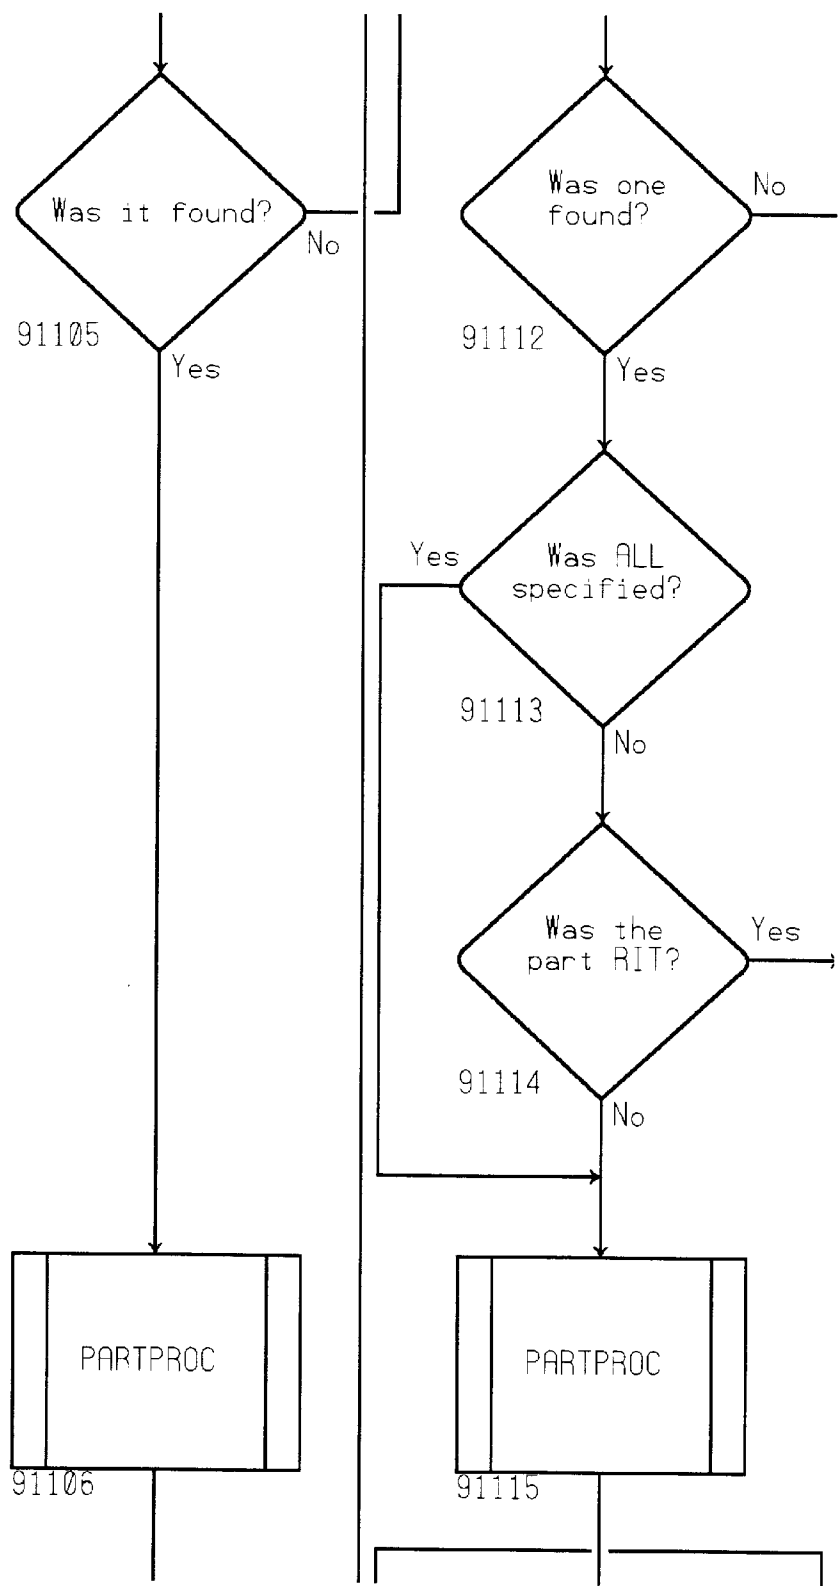 Was it found?
No
91105
Yes
PARTPROC
91106
Was one
found?
No
91112
Yes
Was ALL
specified?
Yes
91113
No
Was the
part RIT?
Yes
91114
No
PARTPROC
91115